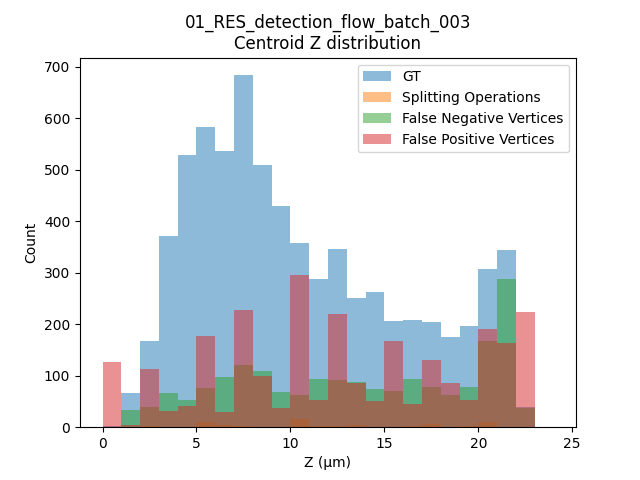 01_RES_detection_flow_batch_003
Centroid Z distribution
GT
Splitting Operations
False Negative Vertices
False Positive Vertices
Count
700
600
500
400
300
200
100
0
0 5 10 15 20 25
Z (μm)